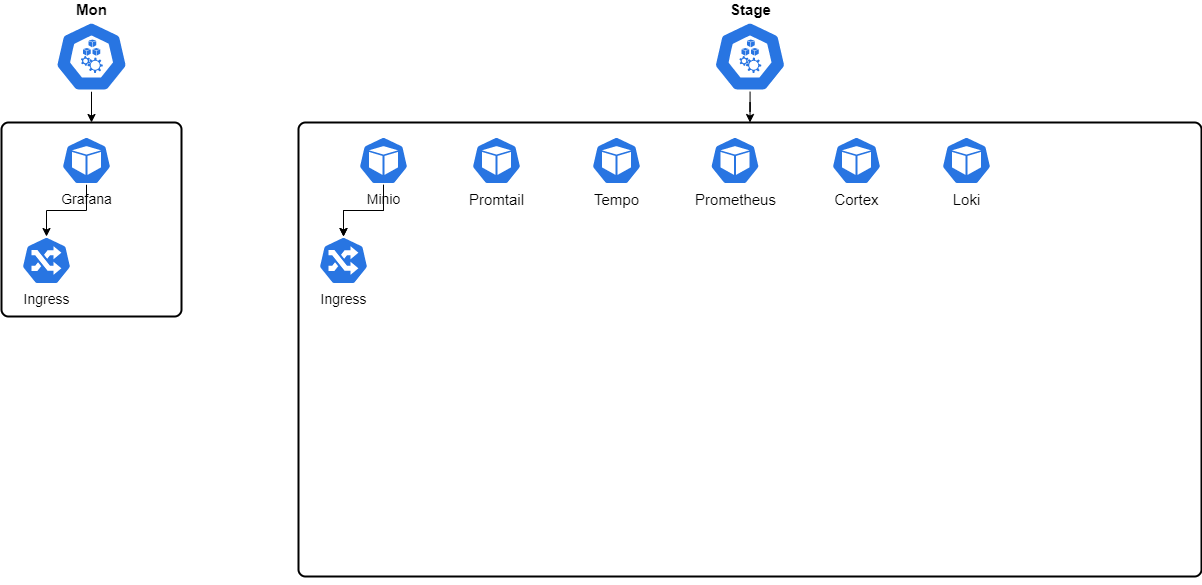 Mon
Stage
Grafana
Ingress
Minio
Promtail
Tempo
Prometheus
Cortex
Loki
Ingress